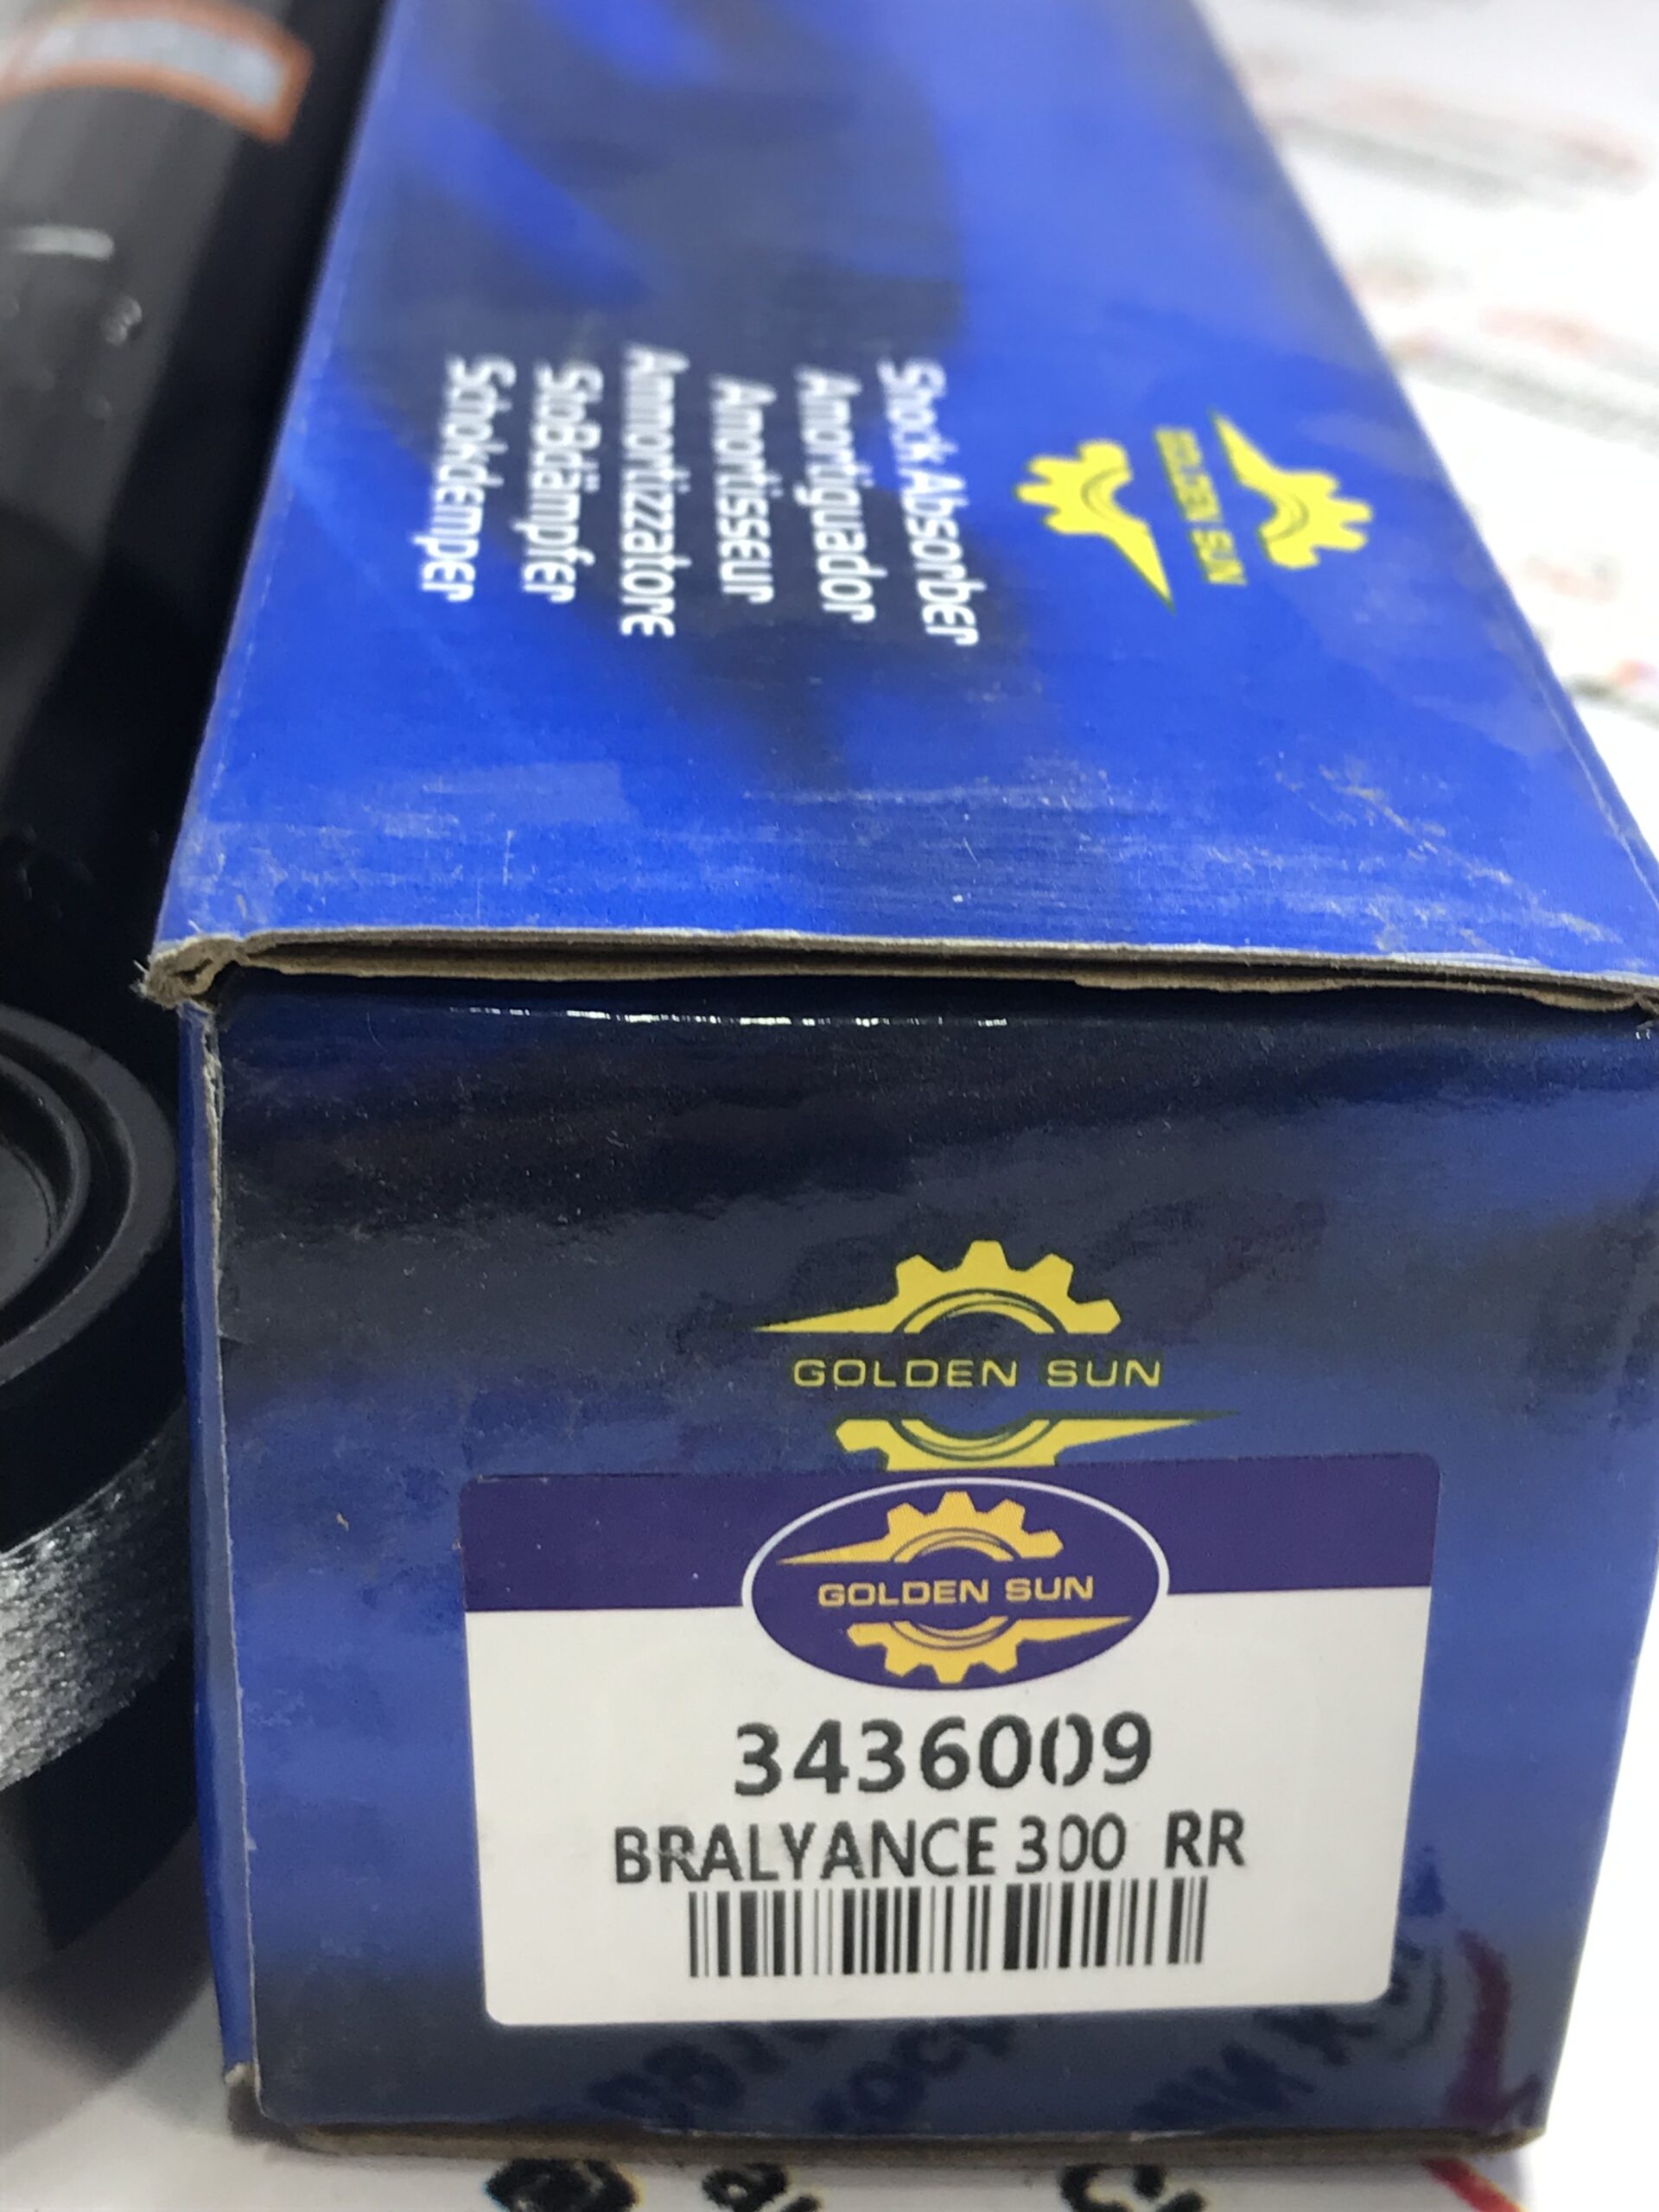 GOLDEN SUN
Shock Absorber
Amortiguador
Amortisseur
Ammortizzatore
Stoßdämpfer
Schokdemper
GOLDEN SUN
GOLDEN SUN
3436009
BRALYANCE 300 RR